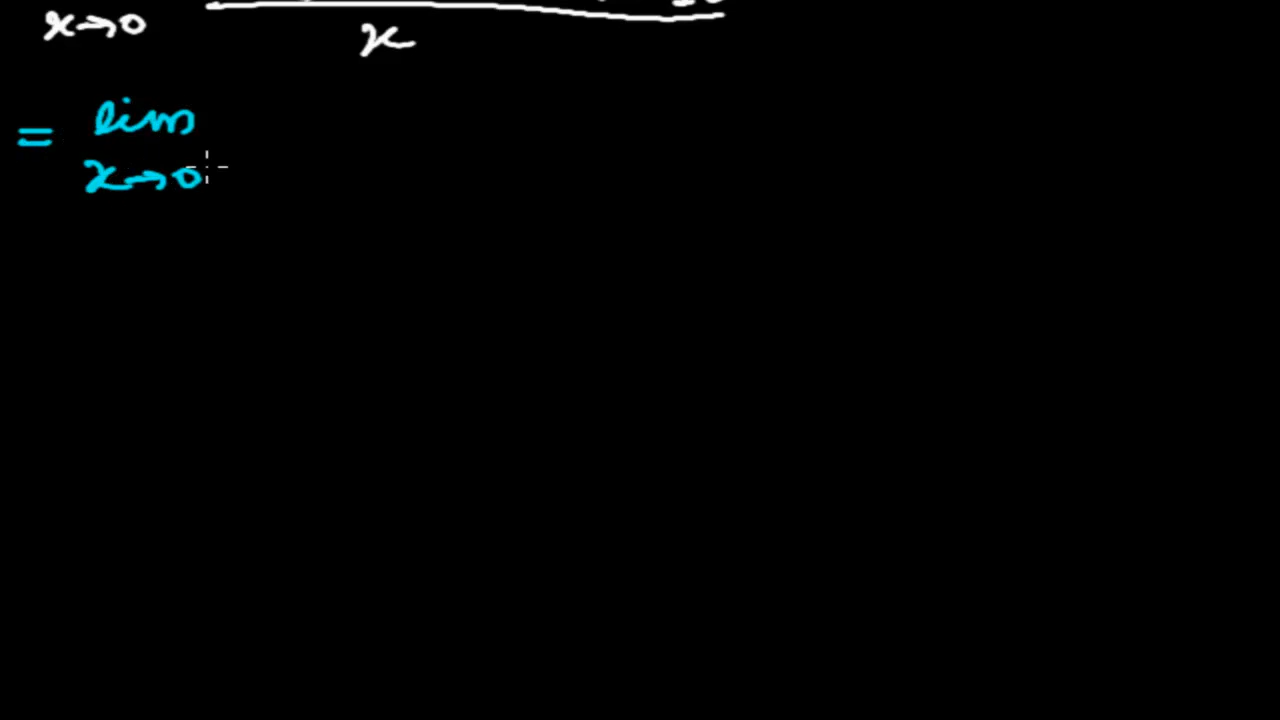 x→0 x
= lim
x→0